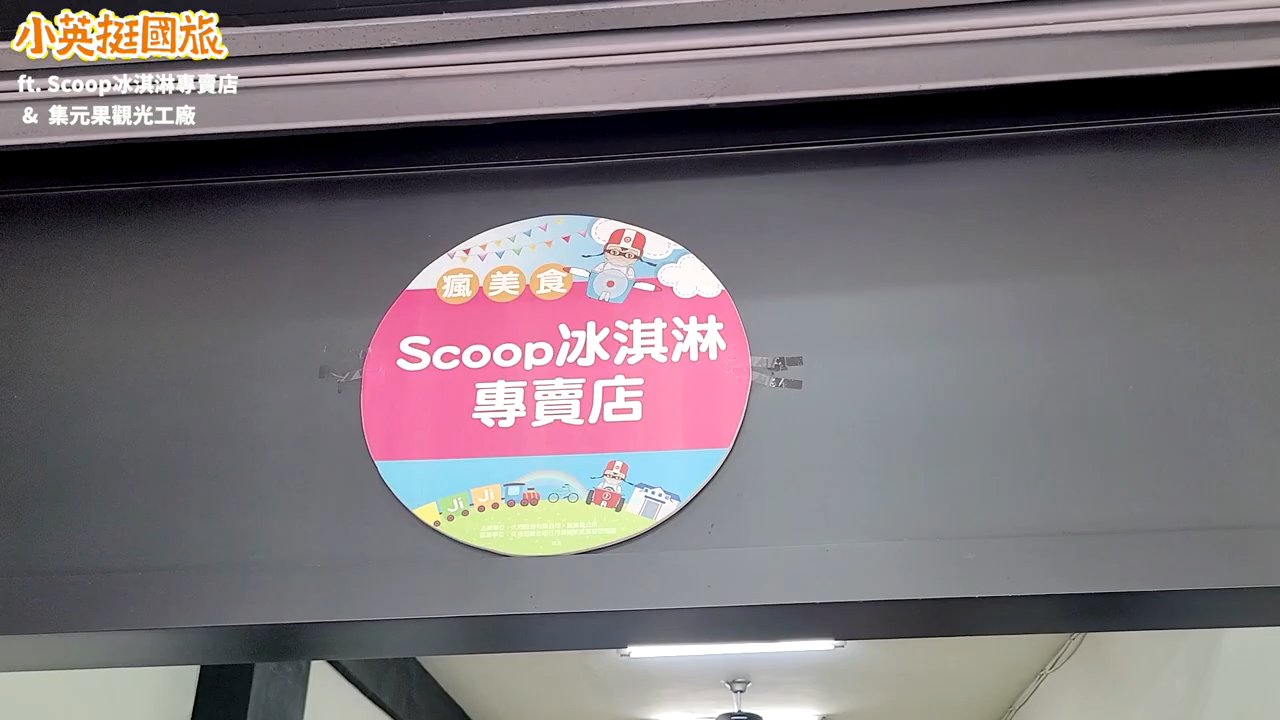 小英挺國旅
ft. Scoop冰淇淋專賣店
& 集元果觀光工廠
瘋美食
Scoop冰淇淋
專賣店
Ji
Ji